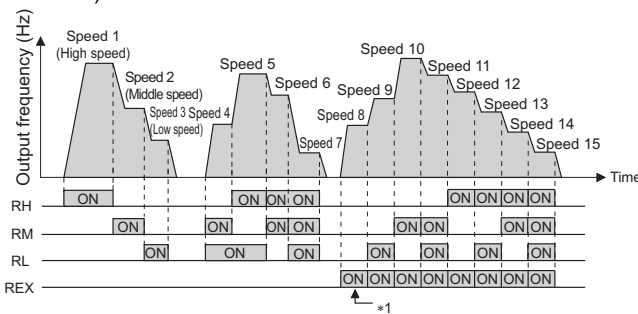 Output frequency (Hz)
Speed 1
(High speed)
Speed 2
(Middle speed)
Speed 3
(Low speed)
Speed 4
Speed 5
Speed 6
Speed 7
Speed 8
Speed 9
Speed 10
Speed 11
Speed 12
Speed 13
Speed 14
Speed 15
Time
RH ON ON ON ON ON ON ON ON
RM ON ON ON ON ON ON ON ON
RL ON ON ON ON ON ON ON
REX ON ON ON ON ON ON ON ON
*1